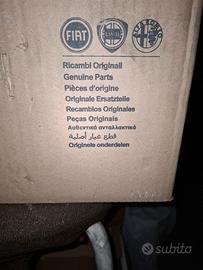 FIAT
LANCIA
Ricambi Originali
Genuine Parts
Pièces d'origine
Originale Ersatzteile
Recambios Originales
Peças Originais
Αυθεντικά ανταλλακτικά
قطع غيار أصلية
Originele onderdelen
subito